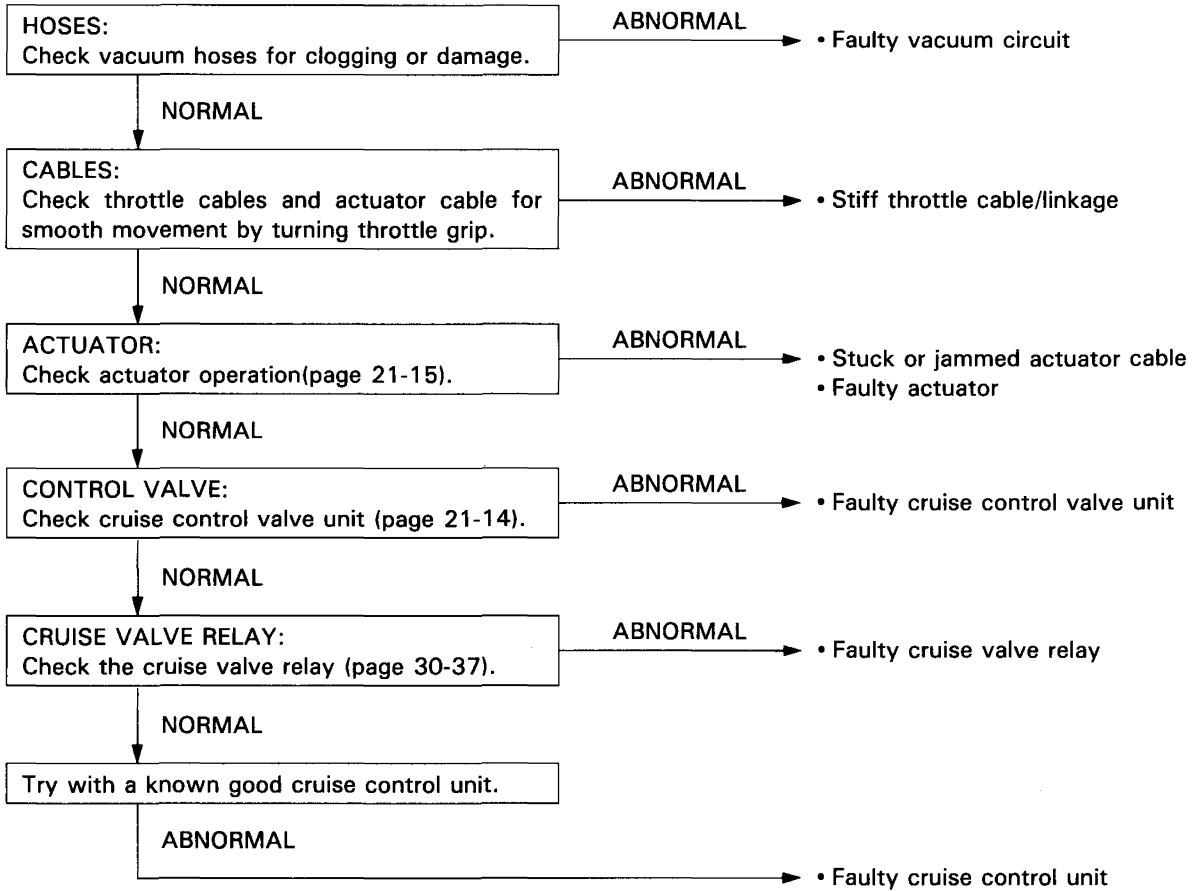 HOSES:
Check vacuum hoses for clogging or damage.
ABNORMAL
• Faulty vacuum circuit
NORMAL
CABLES:
Check throttle cables and actuator cable for
smooth movement by turning throttle grip.
ABNORMAL
• Stiff throttle cable/linkage
NORMAL
ACTUATOR:
Check actuator operation(page 21-15).
ABNORMAL
• Stuck or jammed actuator cable
• Faulty actuator
NORMAL
CONTROL VALVE:
Check cruise control valve unit (page 21-14).
ABNORMAL
• Faulty cruise control valve unit
NORMAL
CRUISE VALVE RELAY:
Check the cruise valve relay (page 30-37).
ABNORMAL
• Faulty cruise valve relay
NORMAL
Try with a known good cruise control unit.
ABNORMAL
• Faulty cruise control unit